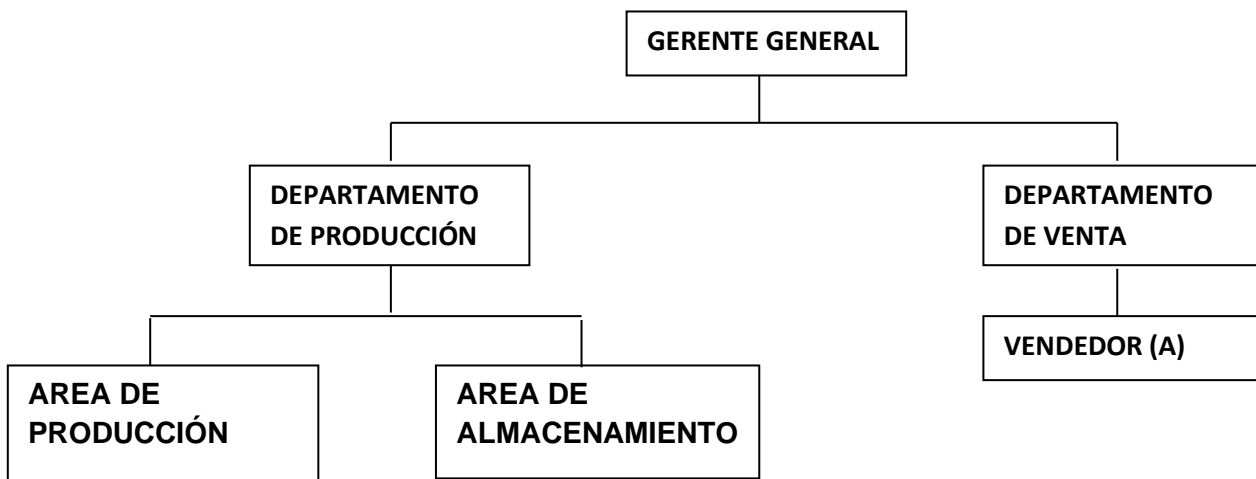 GERENTE GENERAL
DEPARTAMENTO
DE PRODUCCIÓN
DEPARTAMENTO
DE VENTA
VENDEDOR (A)
AREA DE
PRODUCCIÓN
AREA DE
ALMACENAMIENTO